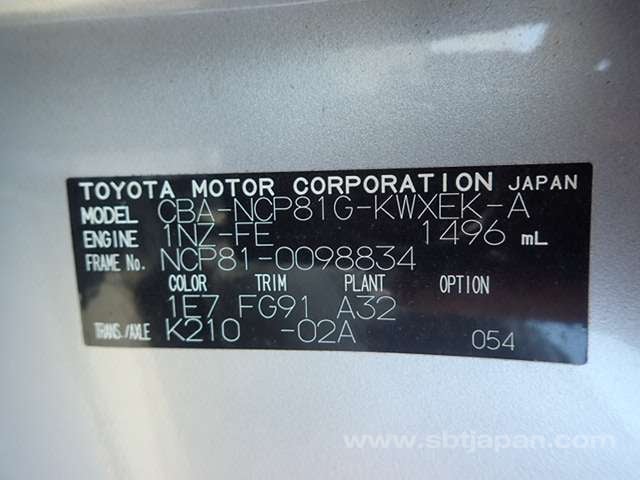 TOYOTA MOTOR CORPORATION JAPAN
MODEL CBA-NCP81G-KWXEK-A
ENGINE 1NZ-FE 1496 mL
FRAME No. NCP81-0098834
COLOR TRIM PLANT OPTION
1E7 FG91 A32
TRANS./AXLE K210 -02A 054
www.sbtjapan.com